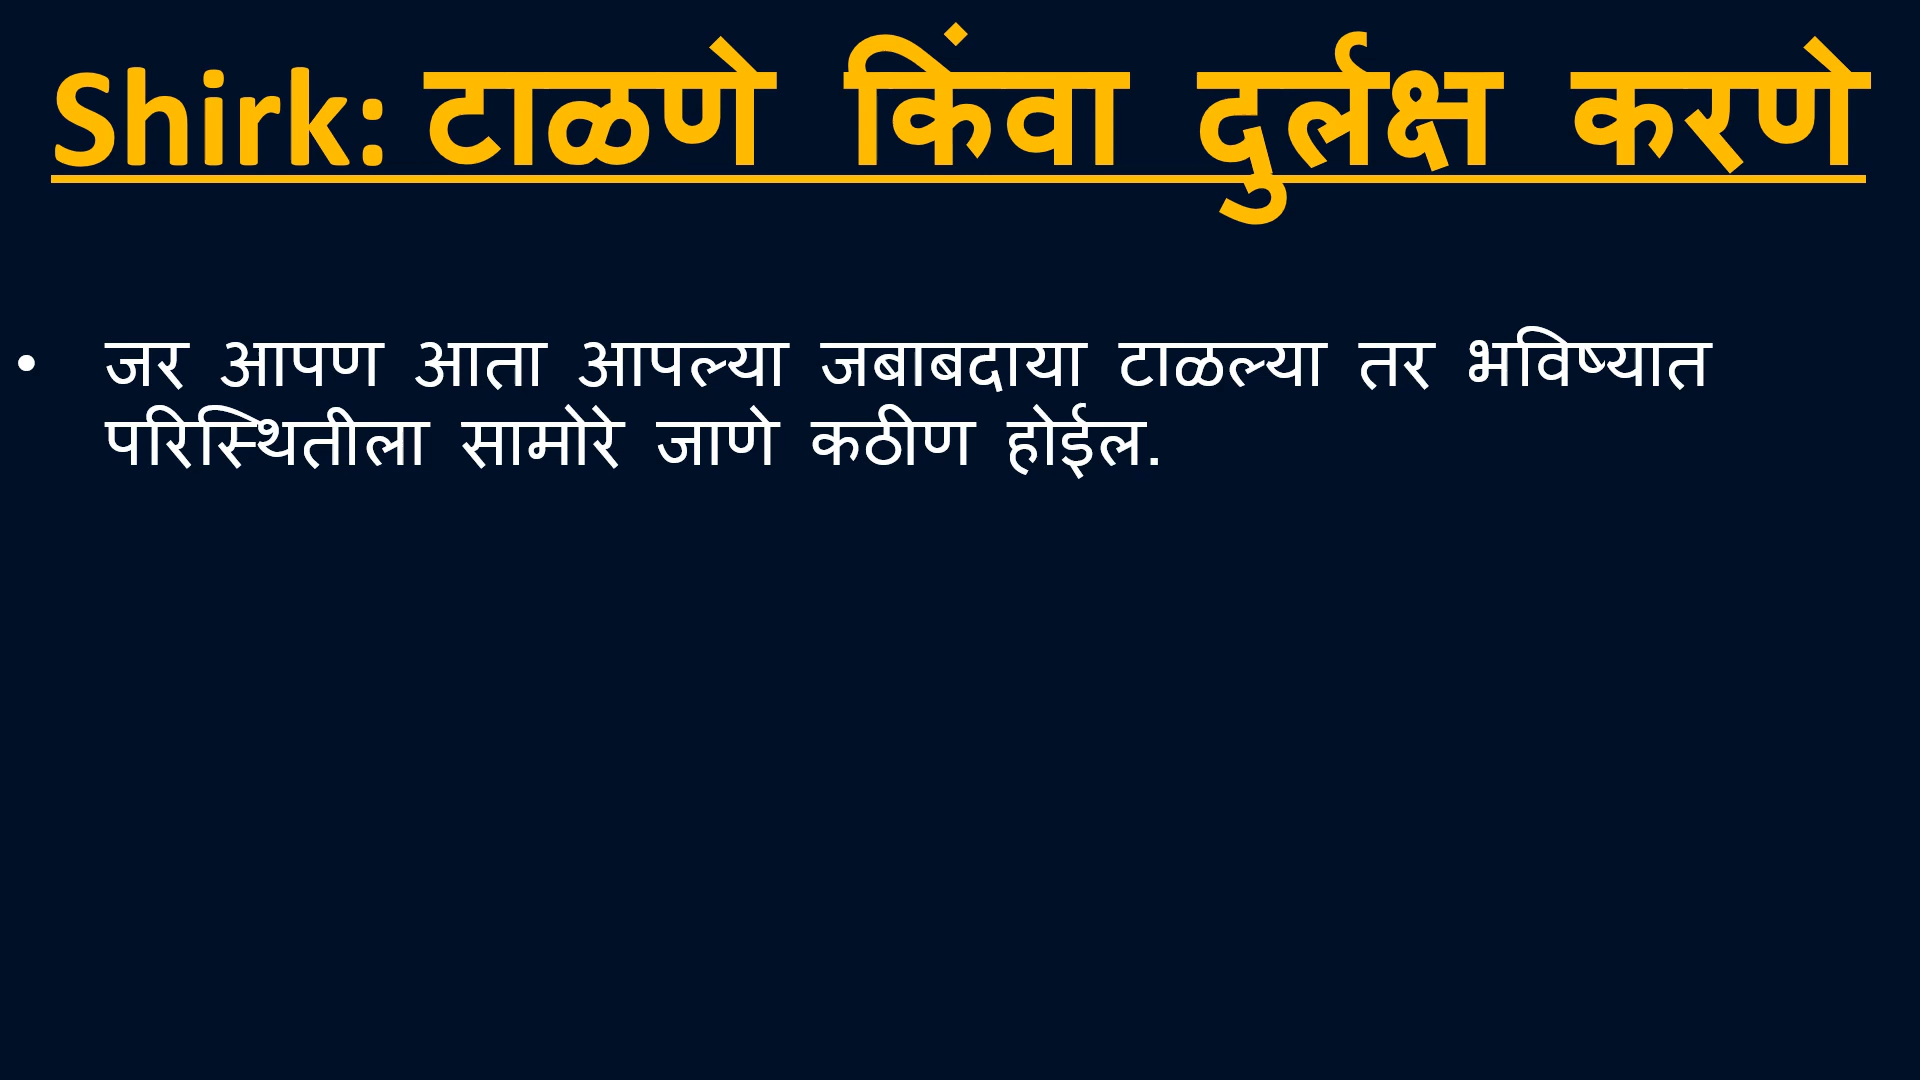 Shirk: टाळणे किंवा दुर्लक्ष करणे
• जर आपण आता आपल्या जबाबदाया टाळल्या तर भविष्यात
परिस्थितीला सामोरे जाणे कठीण होईल.